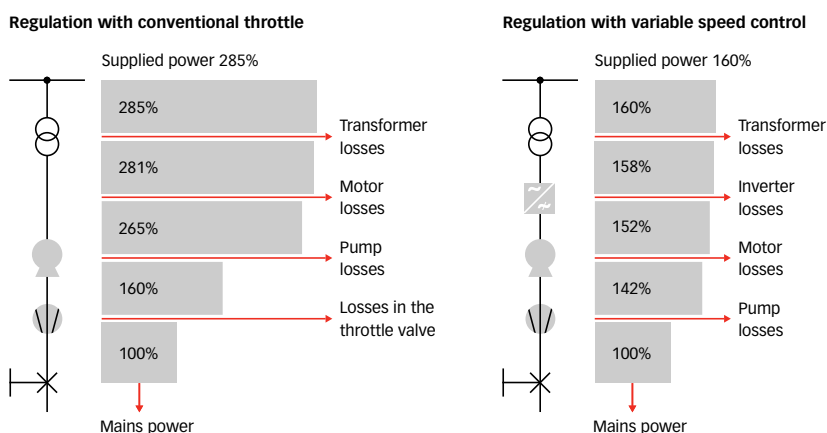 Regulation with conventional throttle
Supplied power 285%
285%
Transformer
losses
281%
Motor
losses
265%
Pump
losses
160%
Losses in the
throttle valve
100%
Mains power
Regulation with variable speed control
Supplied power 160%
160%
Transformer
losses
158%
Inverter
losses
152%
Motor
losses
142%
Pump
losses
100%
Mains power